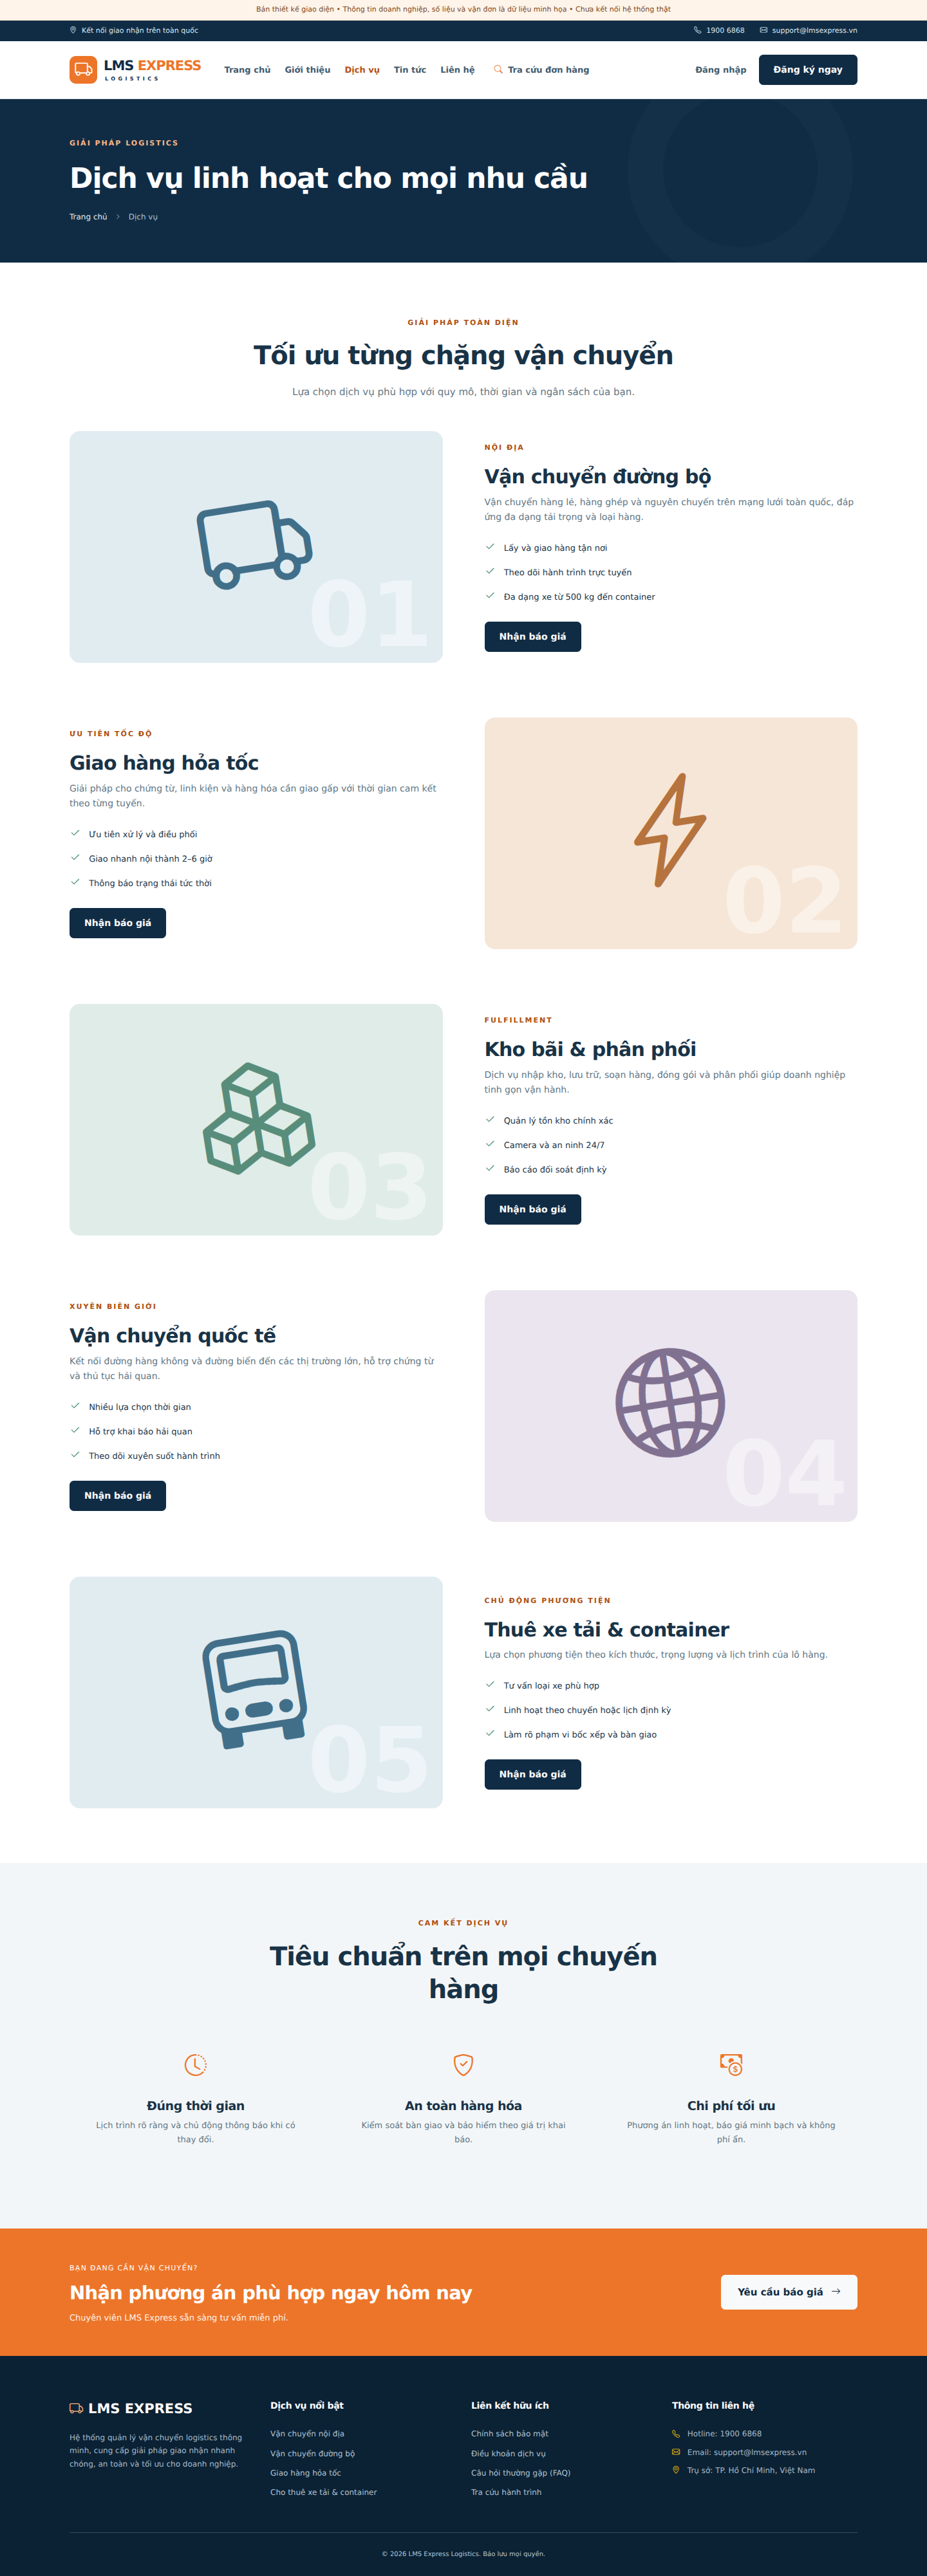 Bản thiết kế giao diện • Thông tin doanh nghiệp, số liệu và vận đơn là dữ liệu minh họa • Chưa kết nối hệ thống thật
Kết nối giao nhận trên toàn quốc
1900 6868
support@lmsexpress.vn
LMS EXPRESS
LOGISTICS
Trang chủ
Giới thiệu
Dịch vụ
Tin tức
Liên hệ
Tra cứu đơn hàng
Đăng nhập
Đăng ký ngay
GIẢI PHÁP LOGISTICS
Dịch vụ linh hoạt cho mọi nhu cầu
Trang chủ > Dịch vụ
GIẢI PHÁP TOÀN DIỆN
Tối ưu từng chặng vận chuyển
Lựa chọn dịch vụ phù hợp với quy mô, thời gian và ngân sách của bạn.
01
NỘI ĐỊA
Vận chuyển đường bộ
Vận chuyển hàng lẻ, hàng ghép và nguyên chuyến trên mạng lưới toàn quốc, đáp
ứng đa dạng tải trọng và loại hàng.
Lấy và giao hàng tận nơi
Theo dõi hành trình trực tuyến
Đa dạng xe từ 500 kg đến container
Nhận báo giá
ƯU TIÊN TỐC ĐỘ
Giao hàng hỏa tốc
Giải pháp cho chứng từ, linh kiện và hàng hóa cần giao gấp với thời gian cam kết
theo từng tuyến.
Ưu tiên xử lý và điều phối
Giao nhanh nội thành 2–6 giờ
Thông báo trạng thái tức thời
Nhận báo giá
02
03
FULFILLMENT
Kho bãi & phân phối
Dịch vụ nhập kho, lưu trữ, soạn hàng, đóng gói và phân phối giúp doanh nghiệp
tinh gọn vận hành.
Quản lý tồn kho chính xác
Camera và an ninh 24/7
Báo cáo đối soát định kỳ
Nhận báo giá
XUYÊN BIÊN GIỚI
Vận chuyển quốc tế
Kết nối đường hàng không và đường biển đến các thị trường lớn, hỗ trợ chứng từ
và thủ tục hải quan.
Nhiều lựa chọn thời gian
Hỗ trợ khai báo hải quan
Theo dõi xuyên suốt hành trình
Nhận báo giá
04
05
CHỦ ĐỘNG PHƯƠNG TIỆN
Thuê xe tải & container
Lựa chọn phương tiện theo kích thước, trọng lượng và lịch trình của lô hàng.
Tư vấn loại xe phù hợp
Linh hoạt theo chuyến hoặc lịch định kỳ
Làm rõ phạm vi bốc xếp và bàn giao
Nhận báo giá
CAM KẾT DỊCH VỤ
Tiêu chuẩn trên mọi chuyến
hàng
Đúng thời gian
Lịch trình rõ ràng và chủ động thông báo khi có
thay đổi.
An toàn hàng hóa
Kiểm soát bàn giao và bảo hiểm theo giá trị khai
báo.
Chi phí tối ưu
Phương án linh hoạt, báo giá minh bạch và không
phí ẩn.
BẠN ĐANG CẦN VẬN CHUYỂN?
Nhận phương án phù hợp ngay hôm nay
Chuyên viên LMS Express sẵn sàng tư vấn miễn phí.
Yêu cầu báo giá →
LMS EXPRESS
Hệ thống quản lý vận chuyển logistics thông
minh, cung cấp giải pháp giao nhận nhanh
chóng, an toàn và tối ưu cho doanh nghiệp.
Dịch vụ nổi bật
Vận chuyển nội địa
Vận chuyển đường bộ
Giao hàng hỏa tốc
Cho thuê xe tải & container
Liên kết hữu ích
Chính sách bảo mật
Điều khoản dịch vụ
Câu hỏi thường gặp (FAQ)
Tra cứu hành trình
Thông tin liên hệ
Hotline: 1900 6868
Email: support@lmsexpress.vn
Trụ sở: TP. Hồ Chí Minh, Việt Nam
© 2026 LMS Express Logistics. Bảo lưu mọi quyền.